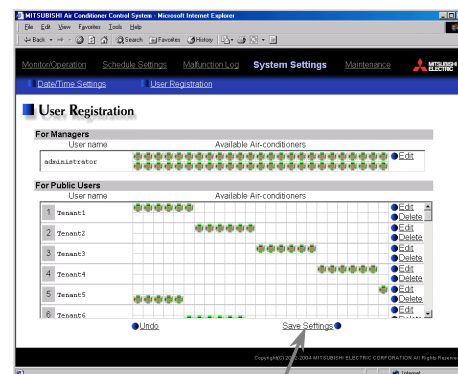 MITSUBISHI Air Conditioner Control System - Microsoft Internet Explorer
File Edit View Favorites Tools Help
Back Search Favorites History
Monitor/Operation Schedule Settings Malfunction Log System Settings Maintenance MITSUBISHI ELECTRIC
Date/Time Settings User Registration
User Registration
For Managers
User name Available Air-conditioners
administrator Edit
For Public Users
User name Available Air-conditioners
1 Tenant1 Edit
Delete
2 Tenant2 Edit
Delete
3 Tenant3 Edit
Delete
4 Tenant4 Edit
Delete
5 Tenant5 Edit
Delete
6 Tenant6 Edit
Undo Save Settings
Copyright(C) 2002-2004 MITSUBISHI ELECTRIC CORPORATION All Rights Reserved
Internet